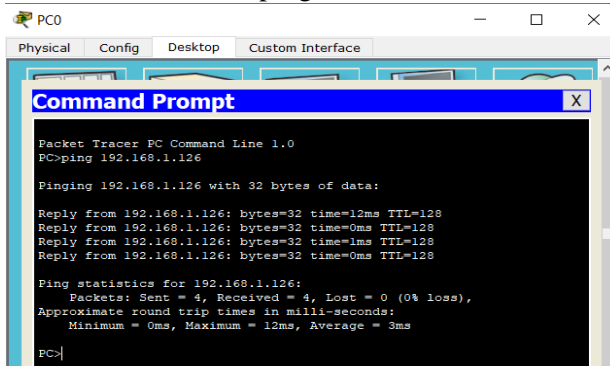 PC0
Physical Config Desktop Custom Interface
Command Prompt X
Packet Tracer PC Command Line 1.0
PC>ping 192.168.1.126
Pinging 192.168.1.126 with 32 bytes of data:
Reply from 192.168.1.126: bytes=32 time=12ms TTL=128
Reply from 192.168.1.126: bytes=32 time=0ms TTL=128
Reply from 192.168.1.126: bytes=32 time=1ms TTL=128
Reply from 192.168.1.126: bytes=32 time=0ms TTL=128
Ping statistics for 192.168.1.126:
Packets: Sent = 4, Received = 4, Lost = 0 (0% loss),
Approximate round trip times in milli-seconds:
Minimum = 0ms, Maximum = 12ms, Average = 3ms
PC>